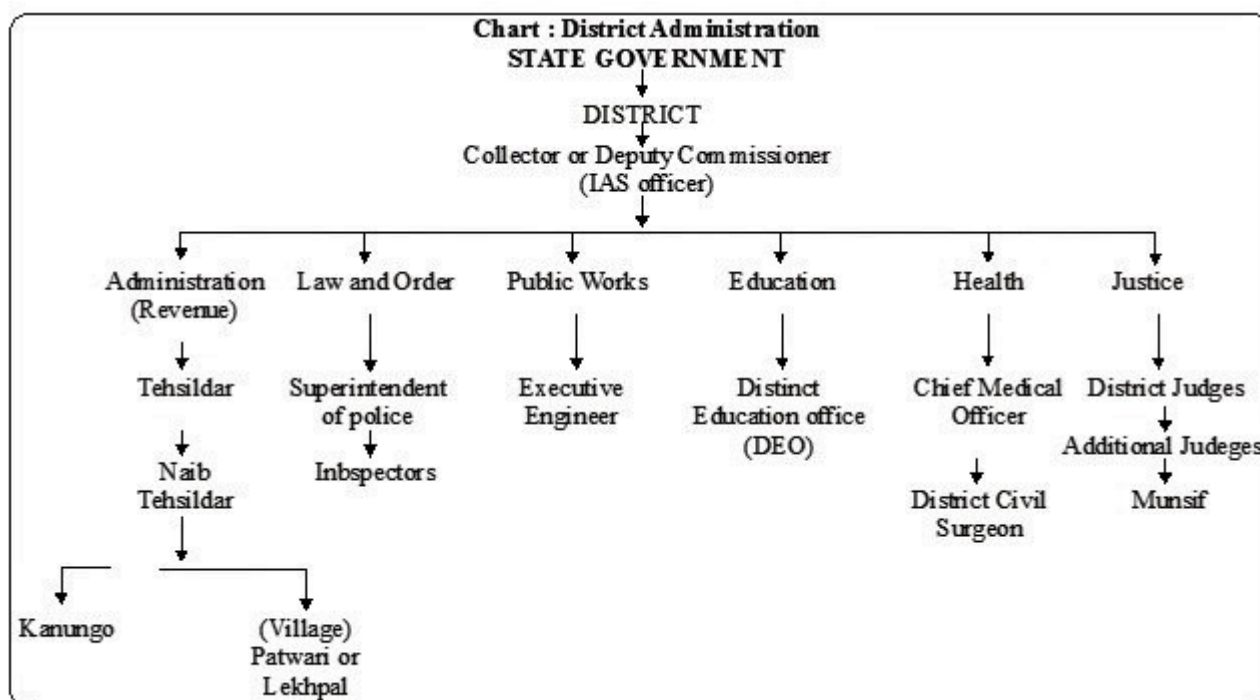 Chart : District Administration
STATE GOVERNMENT
DISTRICT
Collector or Deputy Commissioner
(IAS officer)
Administration
(Revenue)
Law and Order
Public Works
Education
Health
Justice
Tehsildar
Superintendent
of police
Executive
Engineer
Distinct
Education office
(DEO)
Chief Medical
Officer
District Judges
Additional Judeges
Naib
Tehsildar
Inbspectors
District Civil
Surgeon
Munsif
Kanungo
(Village)
Patwari or
Lekhpal